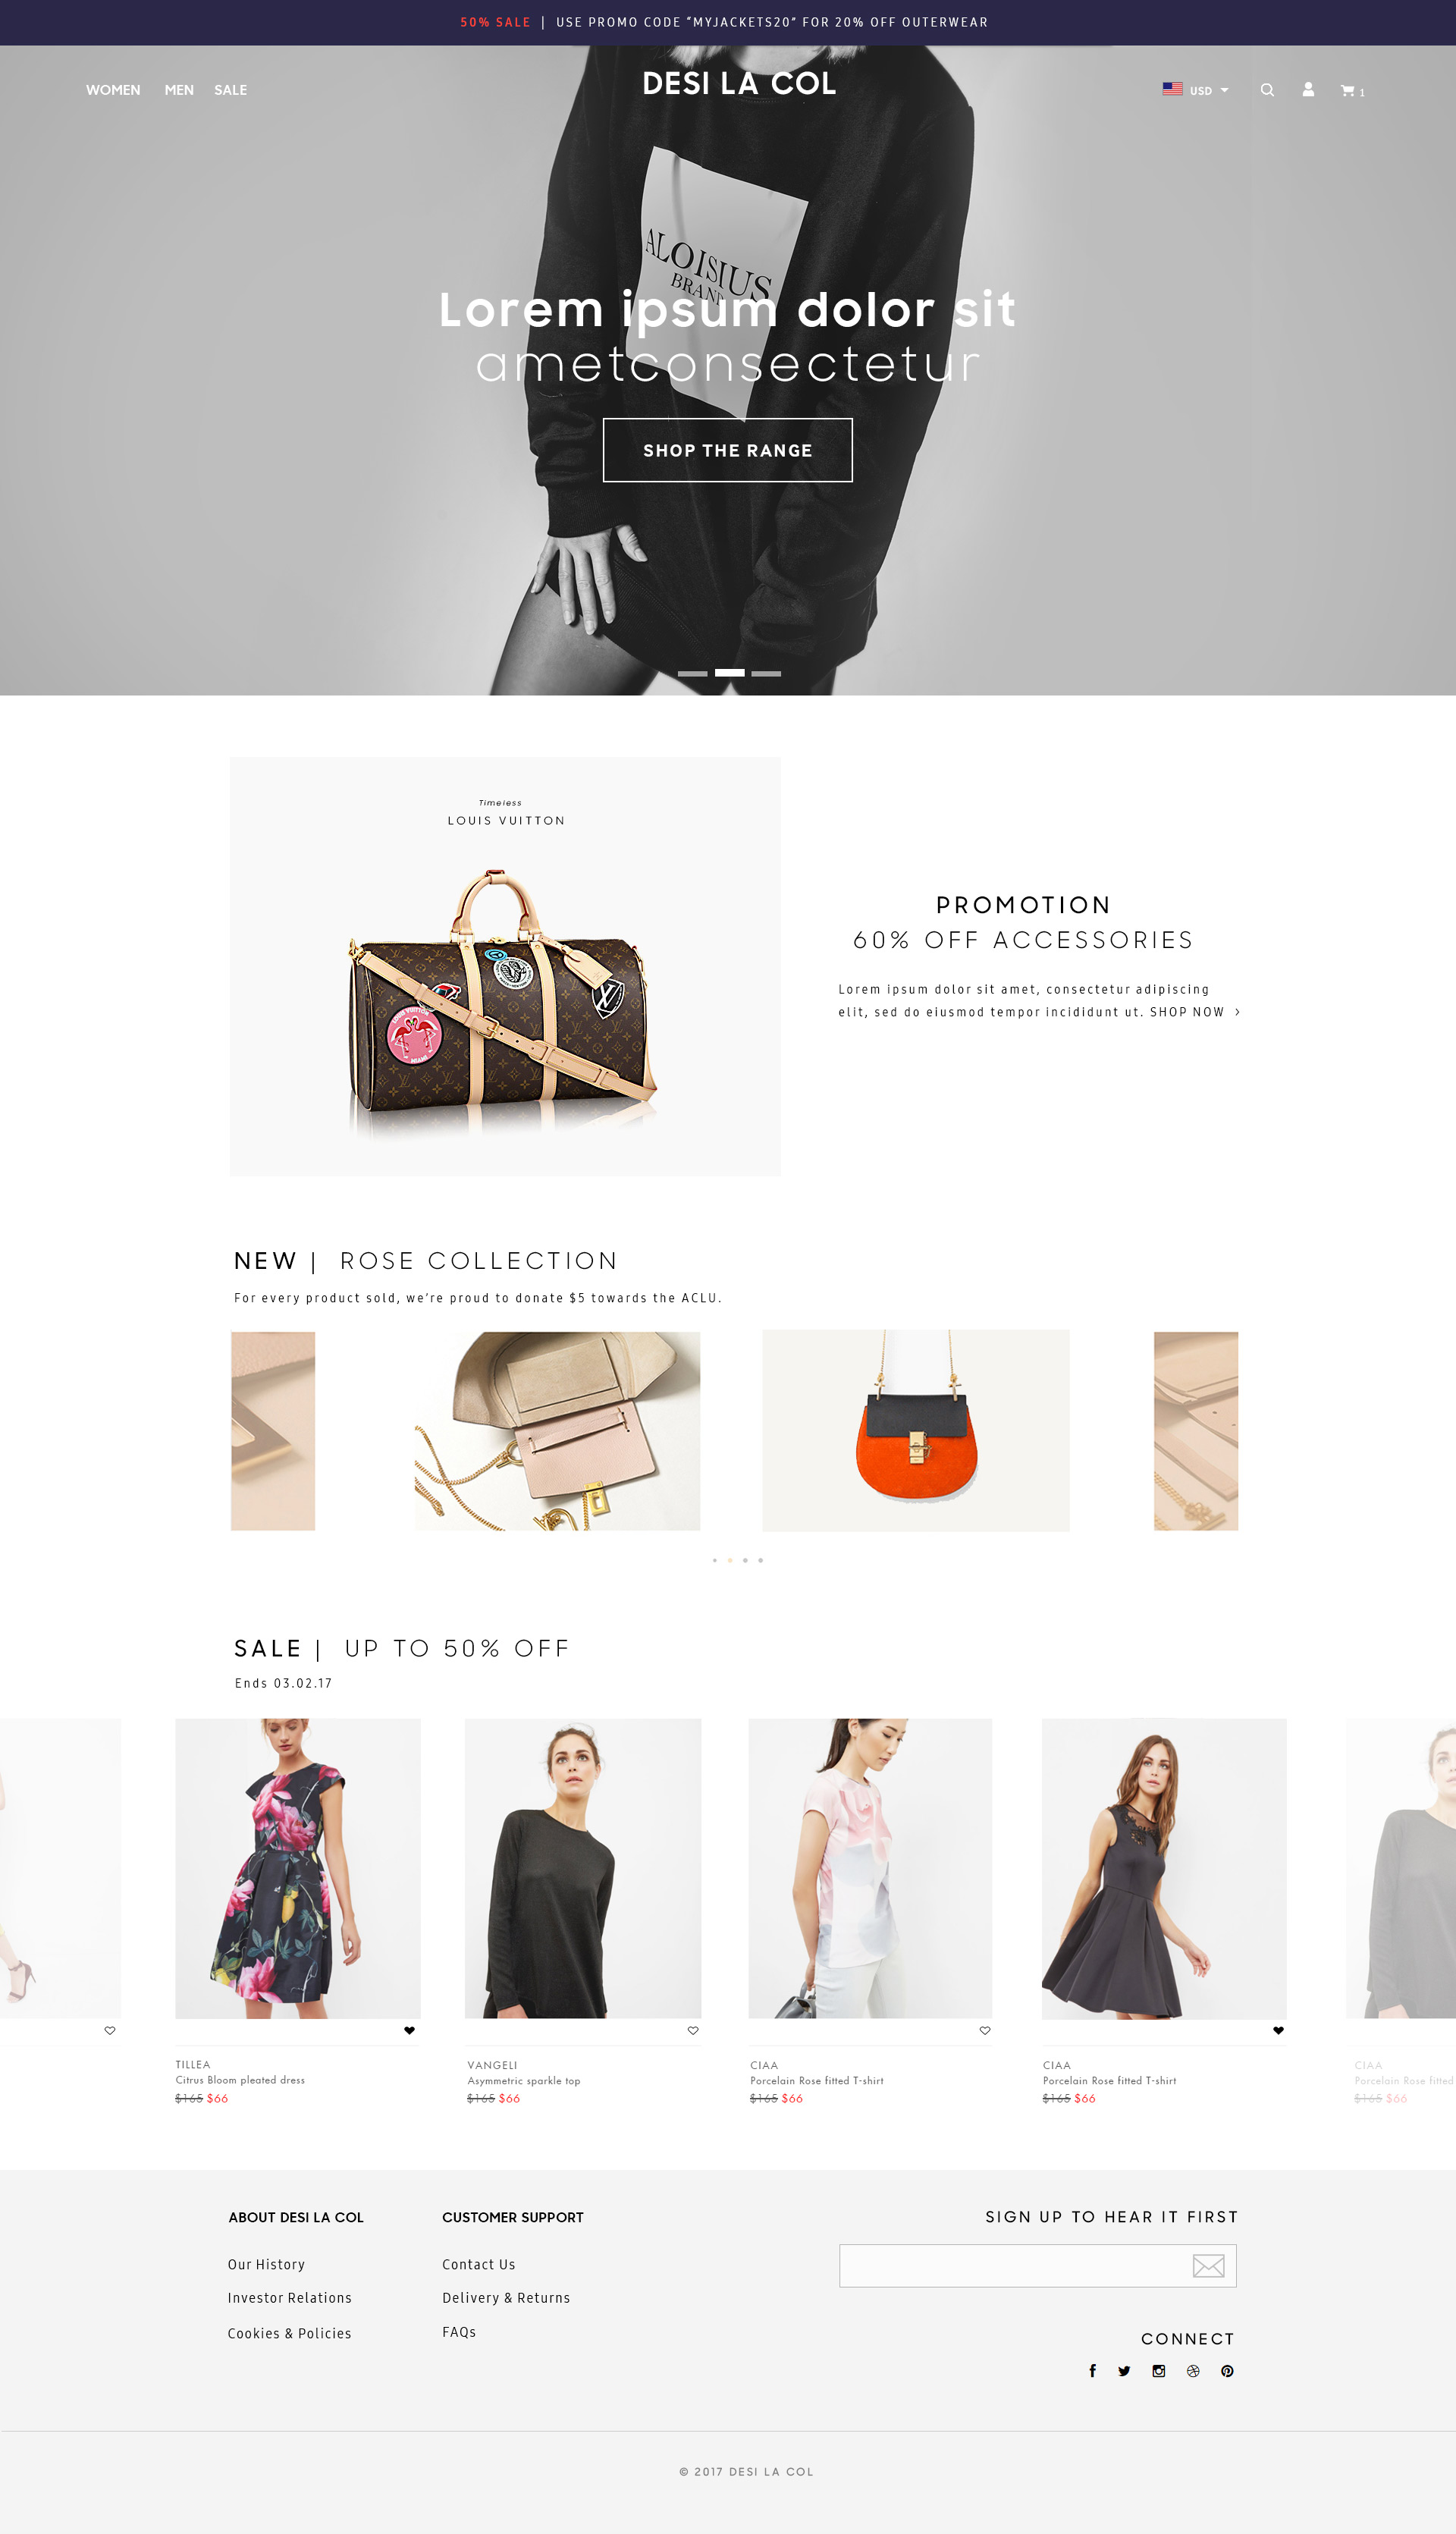 50% SALE | USE PROMO CODE “MYJACKETS20” FOR 20% OFF OUTERWEAR
WOMEN MEN SALE
DESI LA COL
USD
1
ALOISIUS
BRAND
Lorem ipsum dolor sit
ametconsectetur
SHOP THE RANGE
Timeless
LOUIS VUITTON
LOUIS VUITTON
MIAMI
PROMOTION
60% OFF ACCESSORIES
Lorem ipsum dolor sit amet, consectetur adipiscing
elit, sed do eiusmod tempor incididunt ut. SHOP NOW >
NEW | ROSE COLLECTION
For every product sold, we’re proud to donate $5 towards the ACLU.
SALE | UP TO 50% OFF
Ends 03.02.17
TILLEA
Citrus Bloom pleated dress
$165 $66
VANGELI
Asymmetric sparkle top
$165 $66
CIAA
Porcelain Rose fitted T-shirt
$165 $66
CIAA
Porcelain Rose fitted T-shirt
$165 $66
CIAA
Porcelain Rose fitted
$165 $66
ABOUT DESI LA COL
Our History
Investor Relations
Cookies & Policies
CUSTOMER SUPPORT
Contact Us
Delivery & Returns
FAQs
SIGN UP TO HEAR IT FIRST
CONNECT
© 2017 DESI LA COL